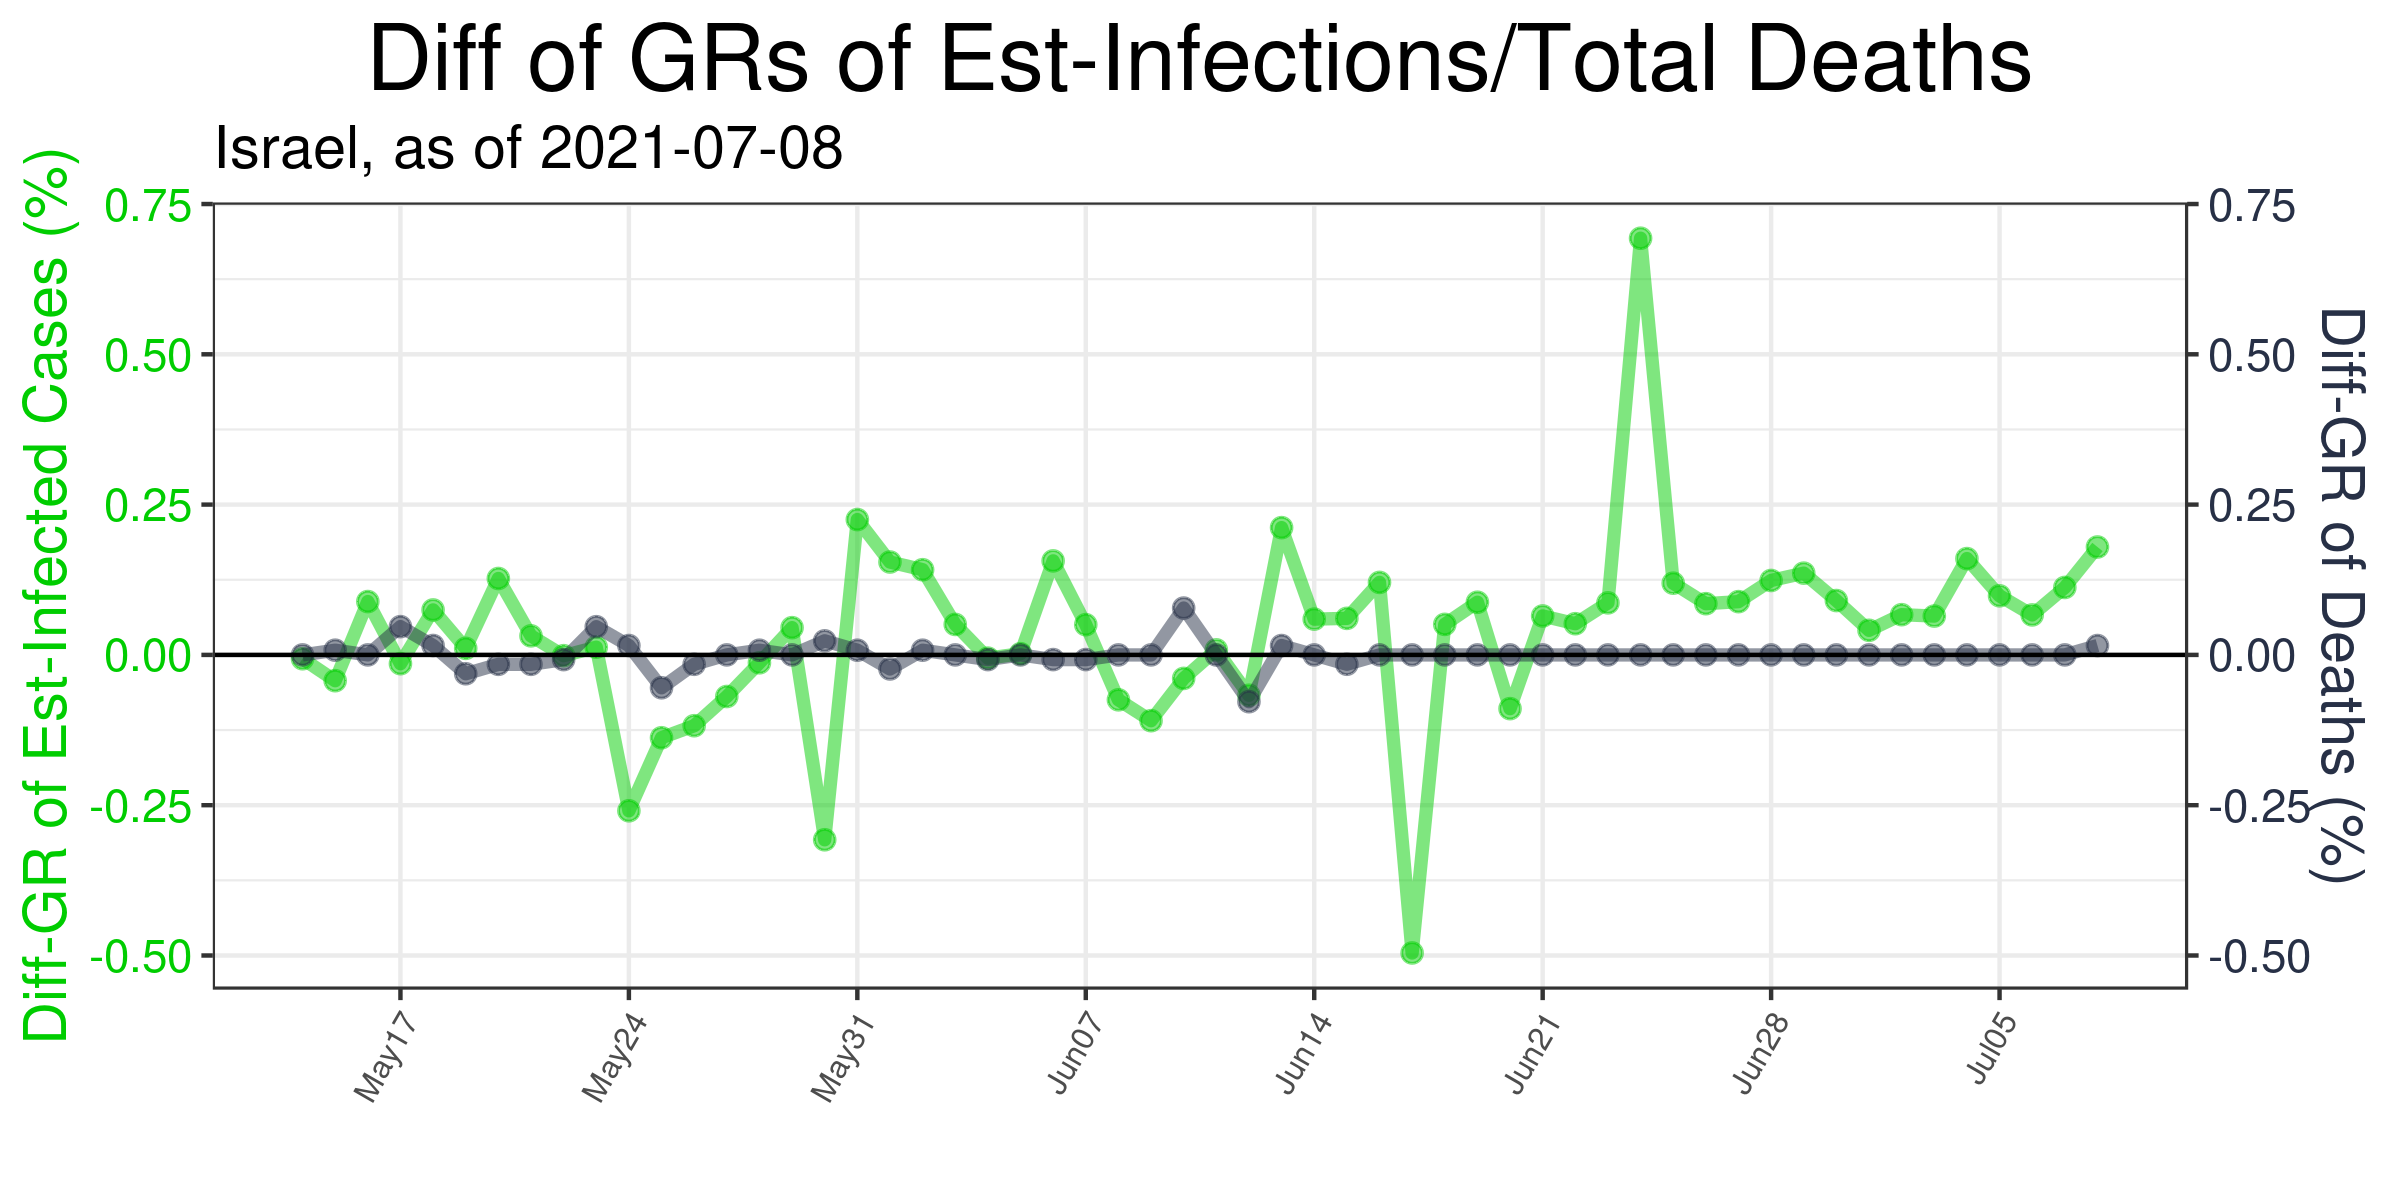 Diff of GRs of Est-Infections/Total Deaths
Israel, as of 2021-07-08
Diff-GR of Est-Infected Cases (%)
0.75
0.50
0.25
0.00
-0.25
-0.50
0.75
0.50
0.25
0.00
-0.25
-0.50
Diff-GR of Deaths (%)
May17
May24
May31
Jun07
Jun14
Jun21
Jun28
Jul05